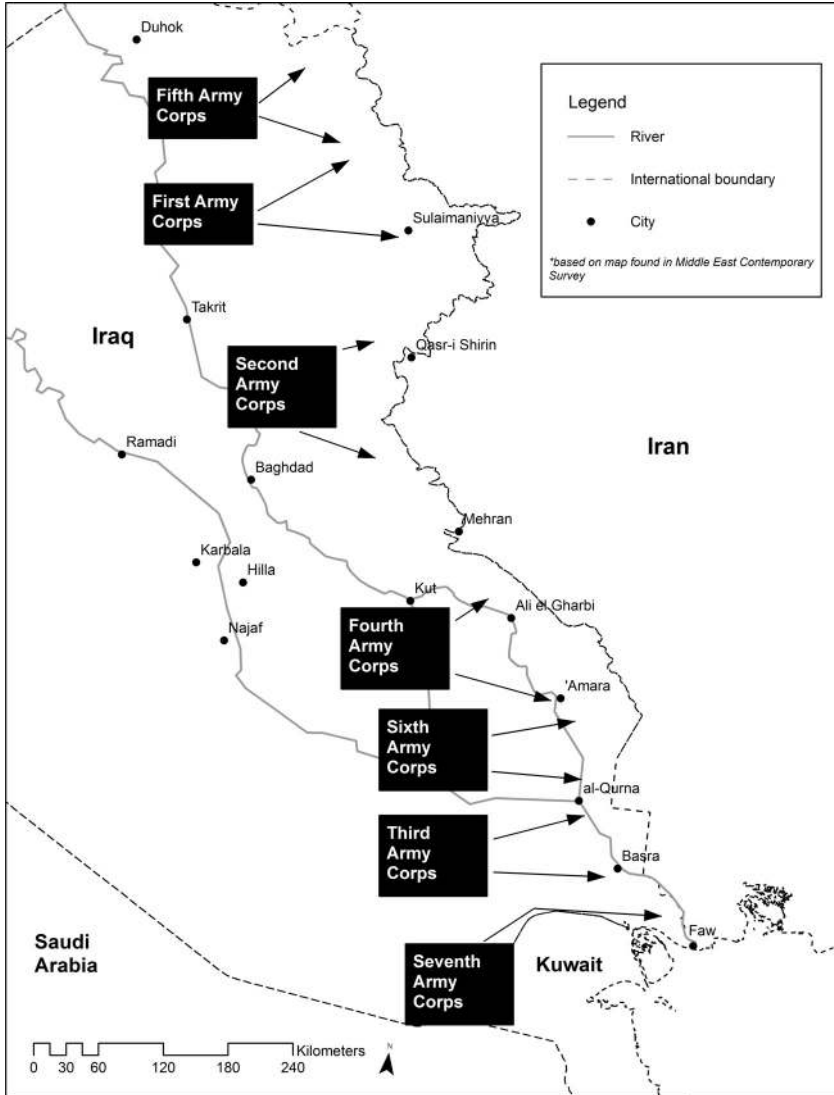 Duhok
Fifth Army
Corps
First Army
Corps
Sulaimaniyya
Takrit
Iraq
Second
Army
Corps
Qasr-i Shirin
Ramadi
Baghdad
Iran
Mehran
Karbala
Hilla
Kut
Ali el Gharbi
Najaf
Fourth
Army
Corps
'Amara
Sixth
Army
Corps
al-Qurna
Third
Army
Corps
Basra
Faw
Saudi
Arabia
Seventh
Army
Corps
Kuwait
Legend
River
International boundary
City
*based on map found in Middle East Contemporary
Survey
Kilometers
0 30 60 120 180 240
N